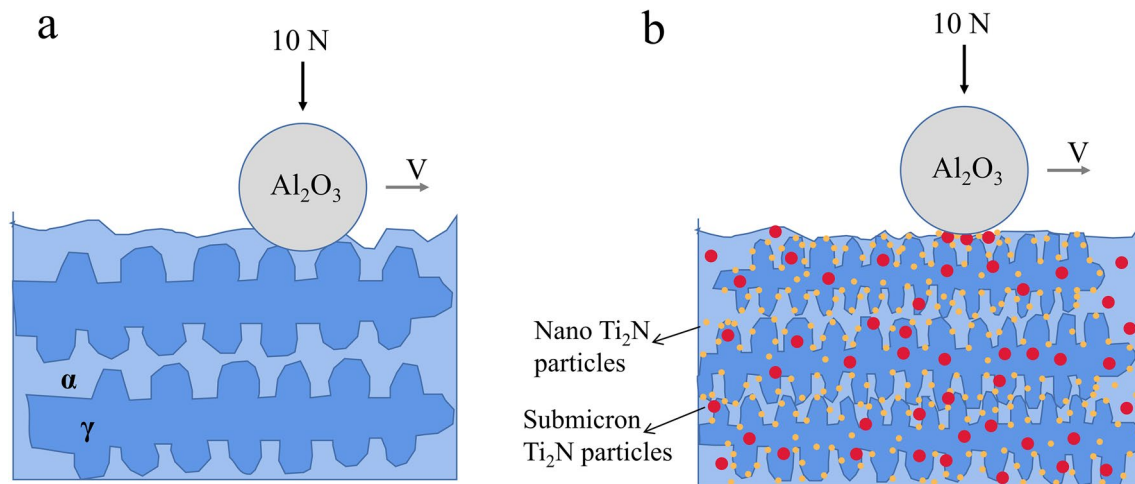 a
10 N
Al₂O₃
V
α
γ
b
10 N
Al₂O₃
V
Nano Ti₂N
particles
Submicron
Ti₂N particles